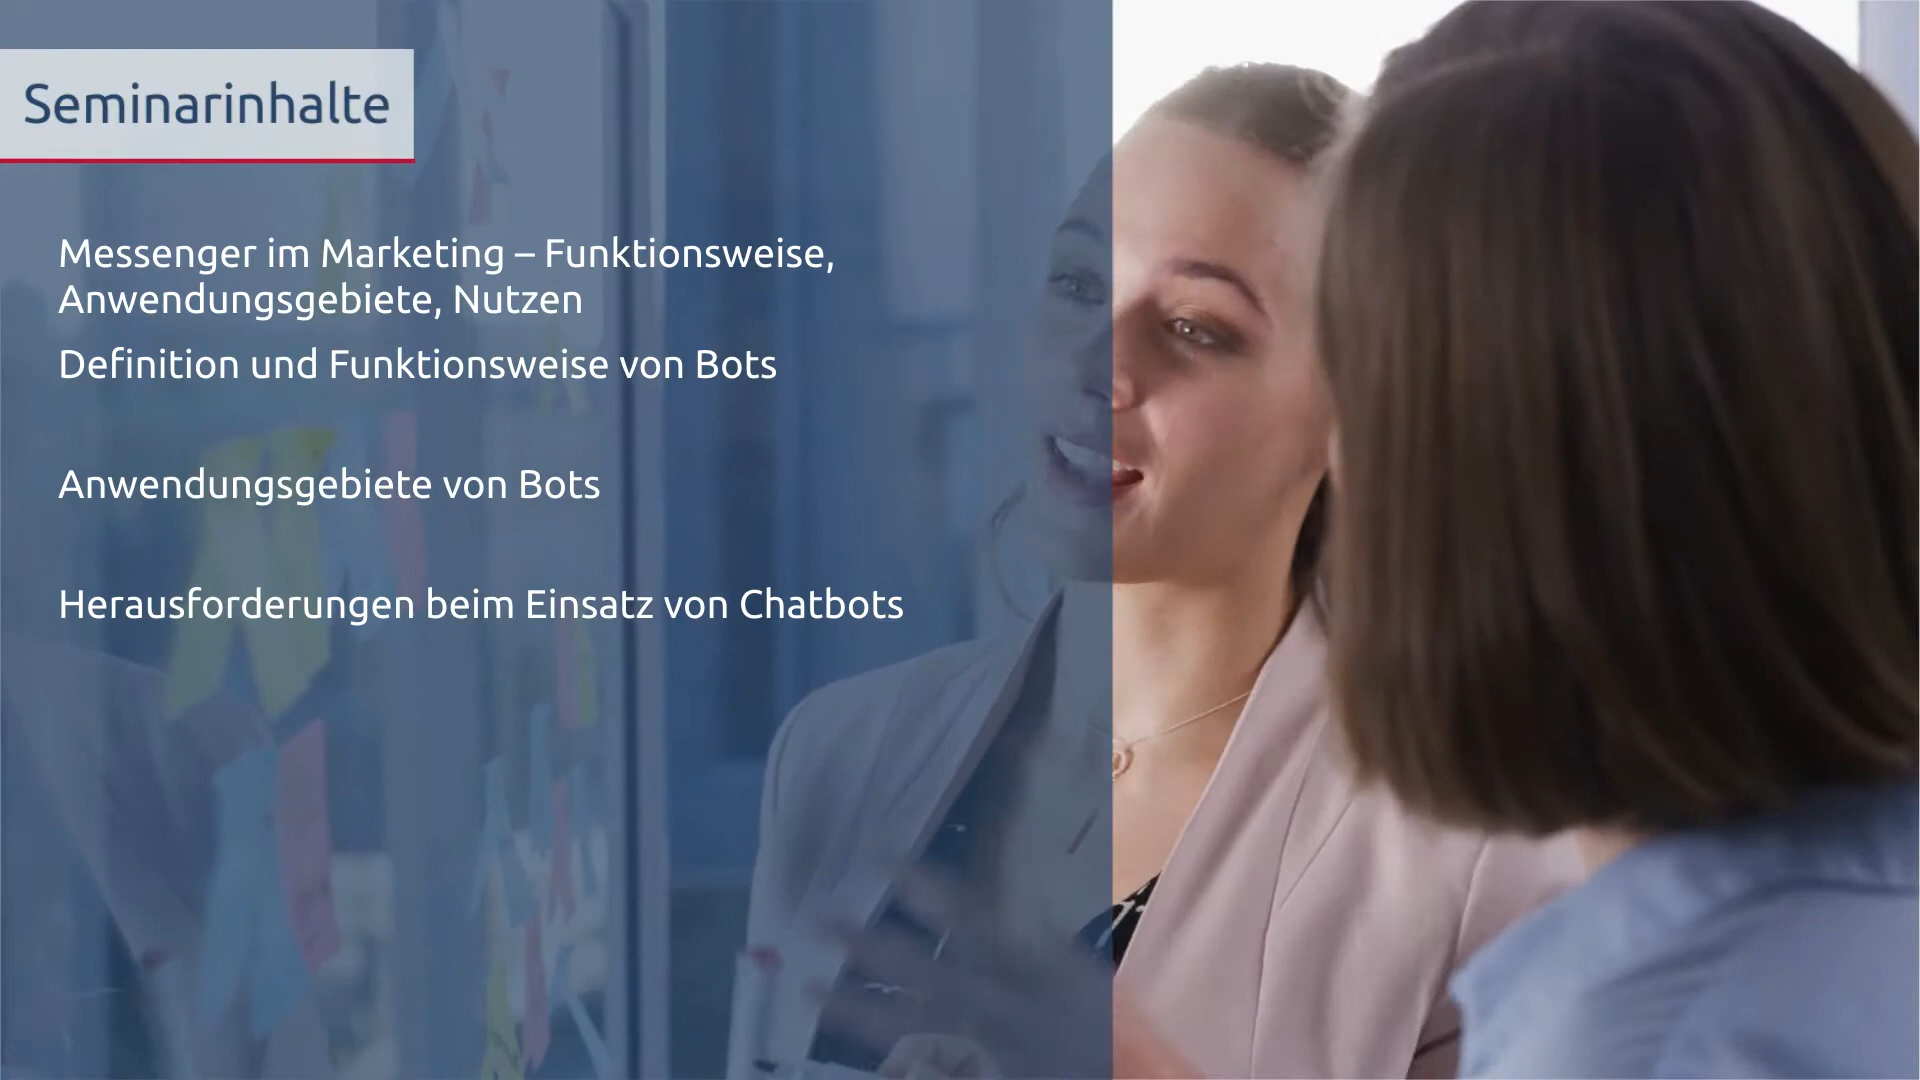 Seminarinhalte
Messenger im Marketing – Funktionsweise,
Anwendungsgebiete, Nutzen
Definition und Funktionsweise von Bots
Anwendungsgebiete von Bots
Herausforderungen beim Einsatz von Chatbots